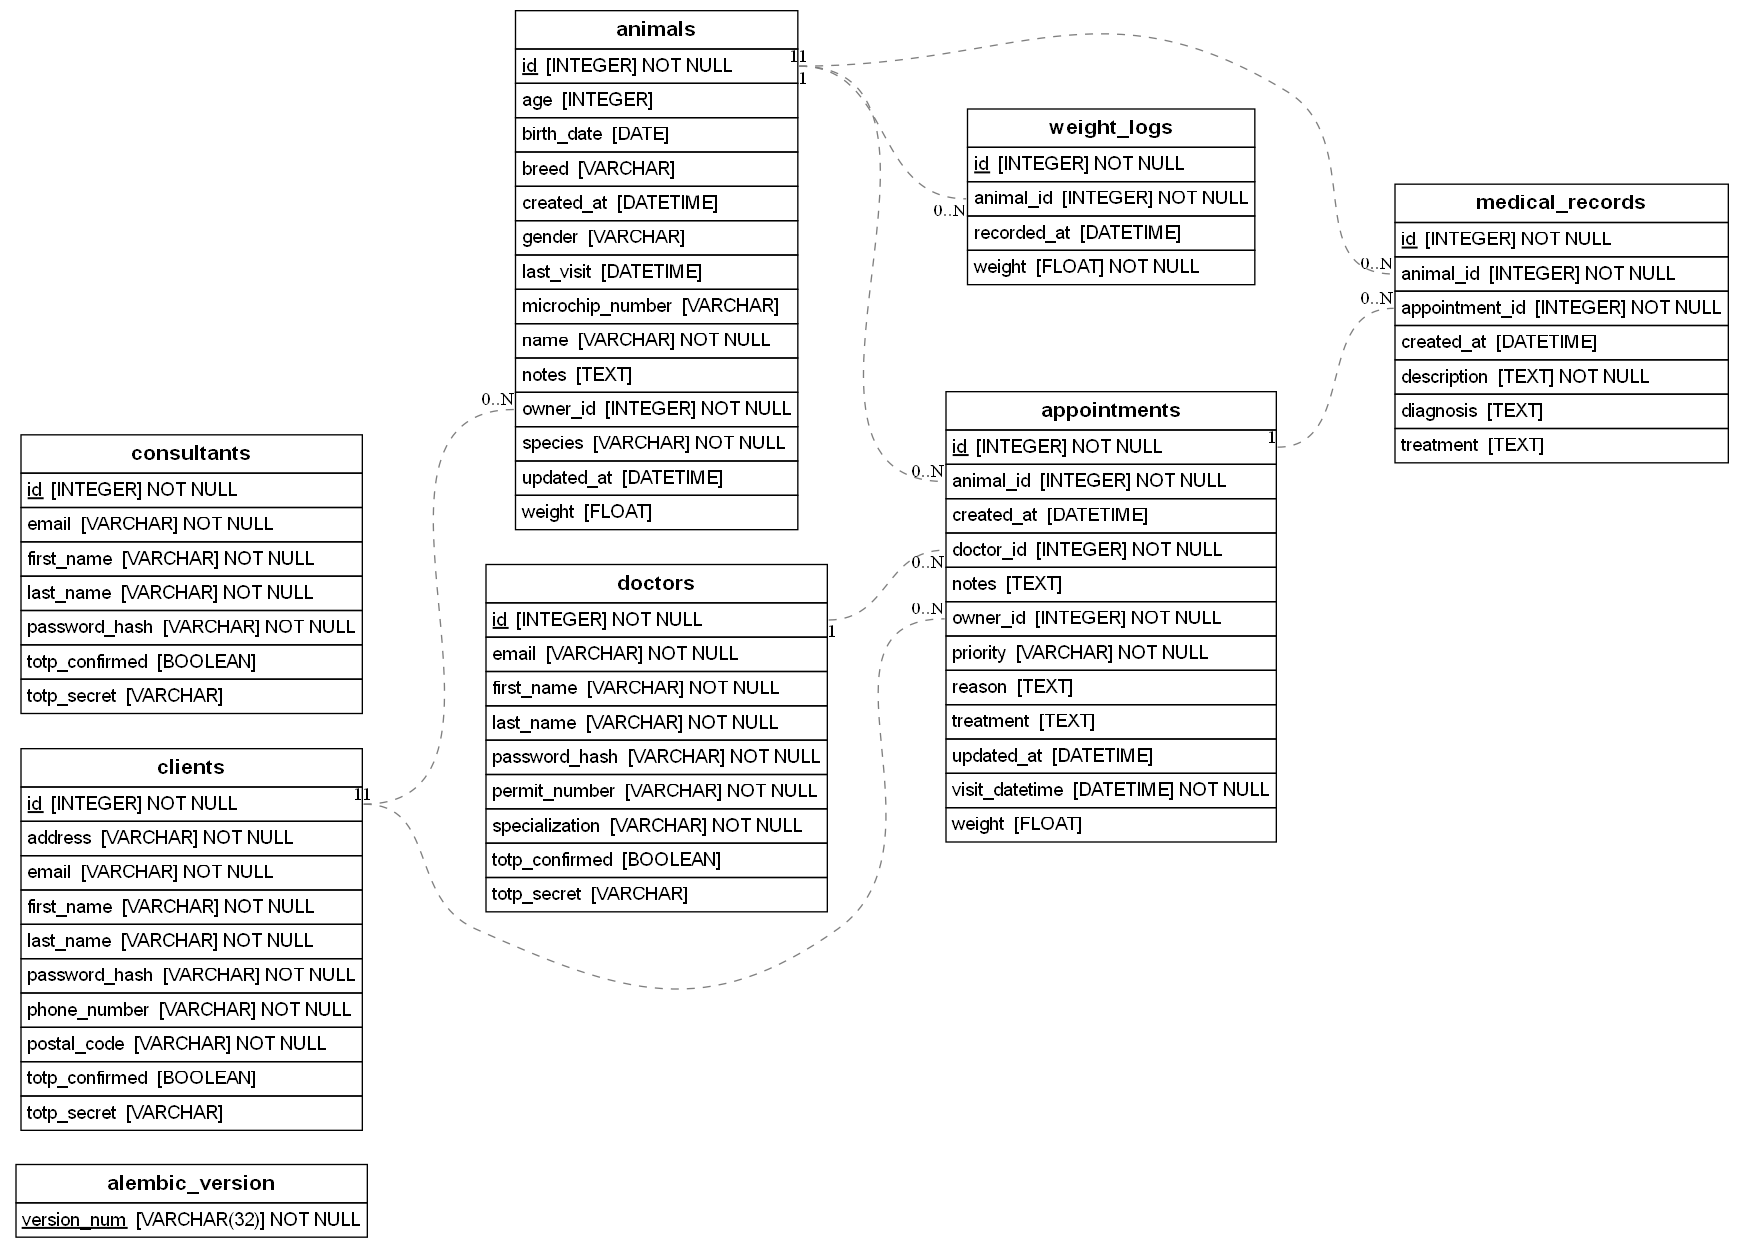 animals
id [INTEGER] NOT NULL
age [INTEGER]
birth_date [DATE]
breed [VARCHAR]
created_at [DATETIME]
gender [VARCHAR]
last_visit [DATETIME]
microchip_number [VARCHAR]
name [VARCHAR] NOT NULL
notes [TEXT]
owner_id [INTEGER] NOT NULL
species [VARCHAR] NOT NULL
updated_at [DATETIME]
weight [FLOAT]
11
1
0..N
weight_logs
id [INTEGER] NOT NULL
animal_id [INTEGER] NOT NULL
recorded_at [DATETIME]
weight [FLOAT] NOT NULL
0..N
medical_records
id [INTEGER] NOT NULL
animal_id [INTEGER] NOT NULL
appointment_id [INTEGER] NOT NULL
created_at [DATETIME]
description [TEXT] NOT NULL
diagnosis [TEXT]
treatment [TEXT]
0..N
0..N
appointments
id [INTEGER] NOT NULL
animal_id [INTEGER] NOT NULL
created_at [DATETIME]
doctor_id [INTEGER] NOT NULL
notes [TEXT]
owner_id [INTEGER] NOT NULL
priority [VARCHAR] NOT NULL
reason [TEXT]
treatment [TEXT]
updated_at [DATETIME]
visit_datetime [DATETIME] NOT NULL
weight [FLOAT]
1
0..N
0..N
0..N
consultants
id [INTEGER] NOT NULL
email [VARCHAR] NOT NULL
first_name [VARCHAR] NOT NULL
last_name [VARCHAR] NOT NULL
password_hash [VARCHAR] NOT NULL
totp_confirmed [BOOLEAN]
totp_secret [VARCHAR]
doctors
id [INTEGER] NOT NULL
email [VARCHAR] NOT NULL
first_name [VARCHAR] NOT NULL
last_name [VARCHAR] NOT NULL
password_hash [VARCHAR] NOT NULL
permit_number [VARCHAR] NOT NULL
specialization [VARCHAR] NOT NULL
totp_confirmed [BOOLEAN]
totp_secret [VARCHAR]
1
clients
id [INTEGER] NOT NULL
address [VARCHAR] NOT NULL
email [VARCHAR] NOT NULL
first_name [VARCHAR] NOT NULL
last_name [VARCHAR] NOT NULL
password_hash [VARCHAR] NOT NULL
phone_number [VARCHAR] NOT NULL
postal_code [VARCHAR] NOT NULL
totp_confirmed [BOOLEAN]
totp_secret [VARCHAR]
11
alembic_version
version_num [VARCHAR(32)] NOT NULL